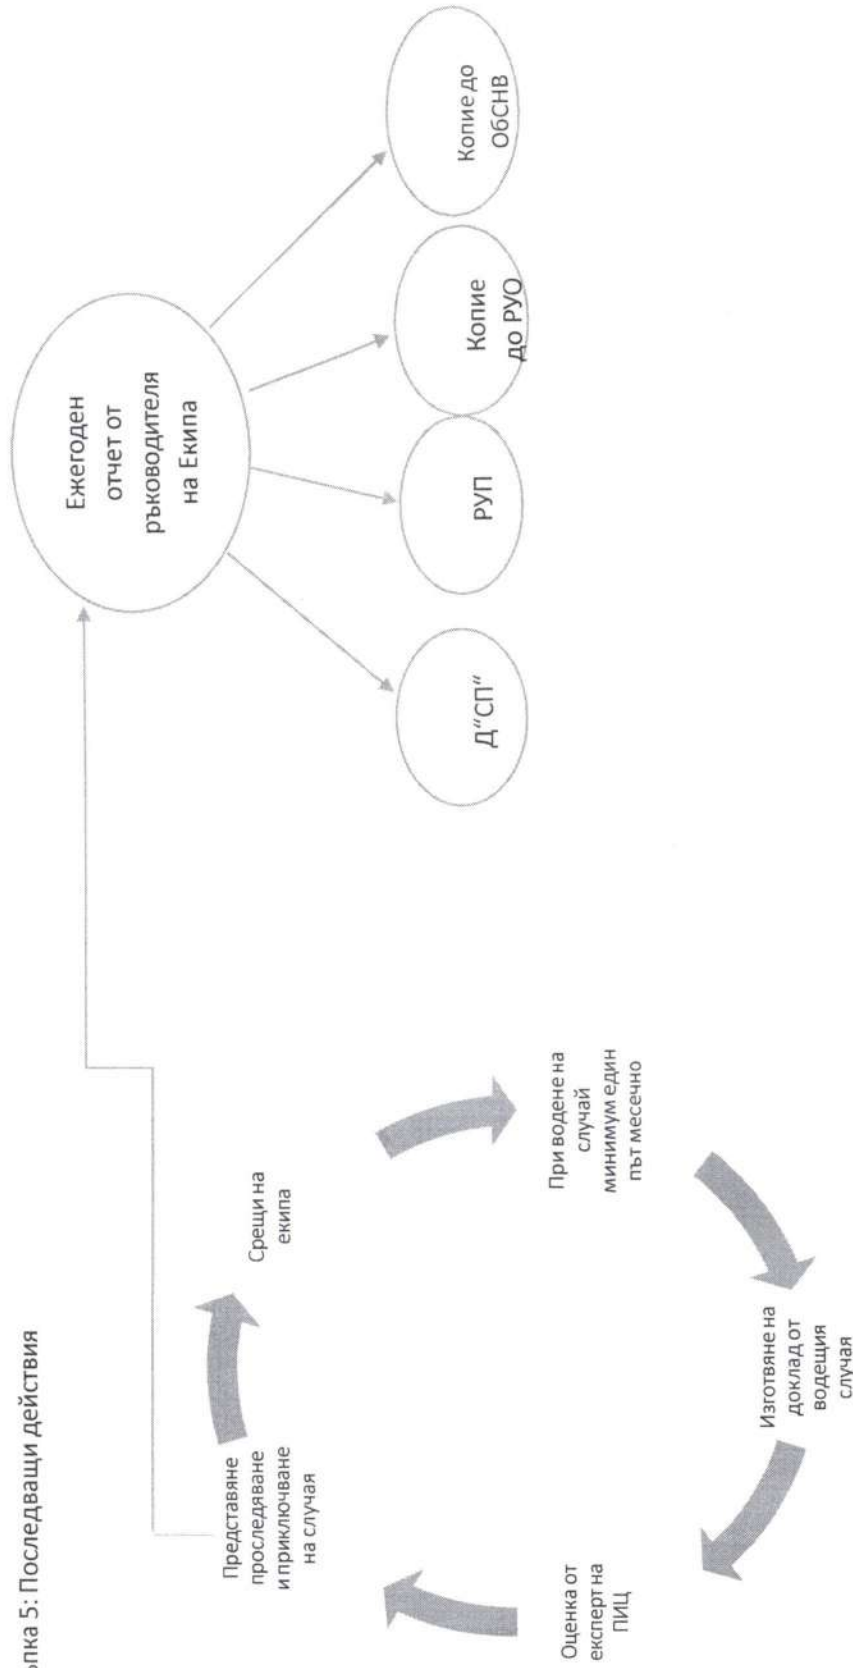 ъпка 5: Последващи действия
Представяне
проследяване
и приключване
на случая
Срещи на
екипа
При водене на
случай
минимум един
път месечно
Изготвяне на
доклад от
водещия
случая
Оценка от
експерт на
ПИЦ
Ежегоден
отчет от
ръководителя
на Екипа
Д“СП“
РУП
Копие
до РУО
Копие до
ОбСНВ